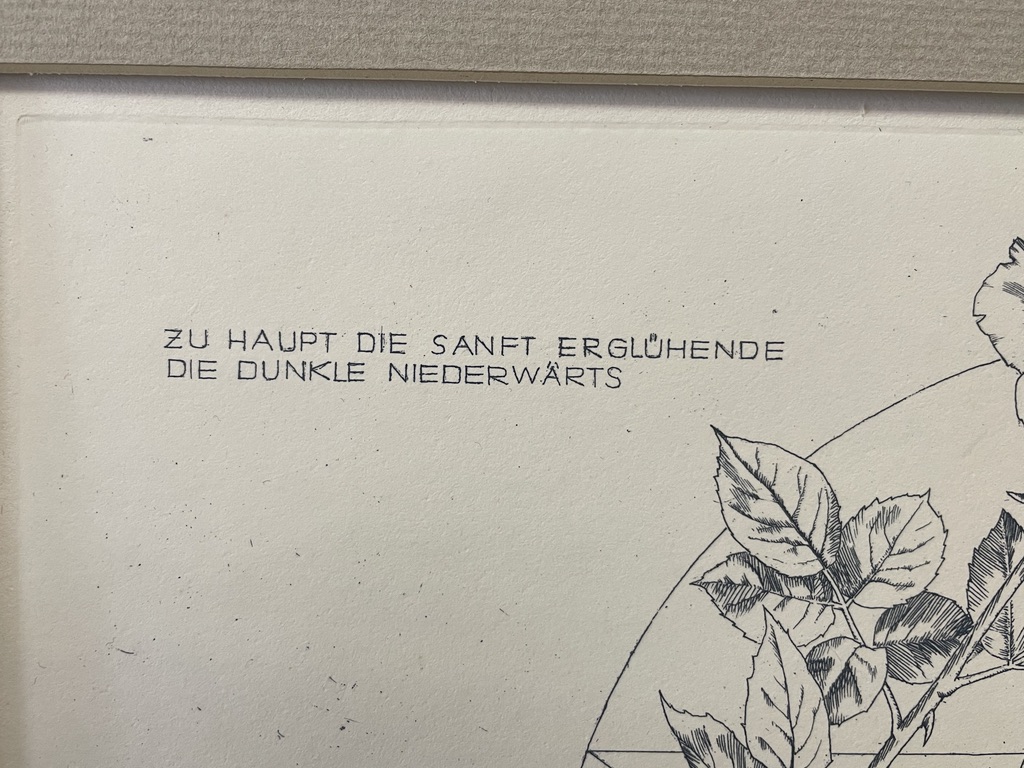 ZU HAUPT DIE SANFT ERGLÜHENDE
DIE DUNKLE NIEDERWÄRTS